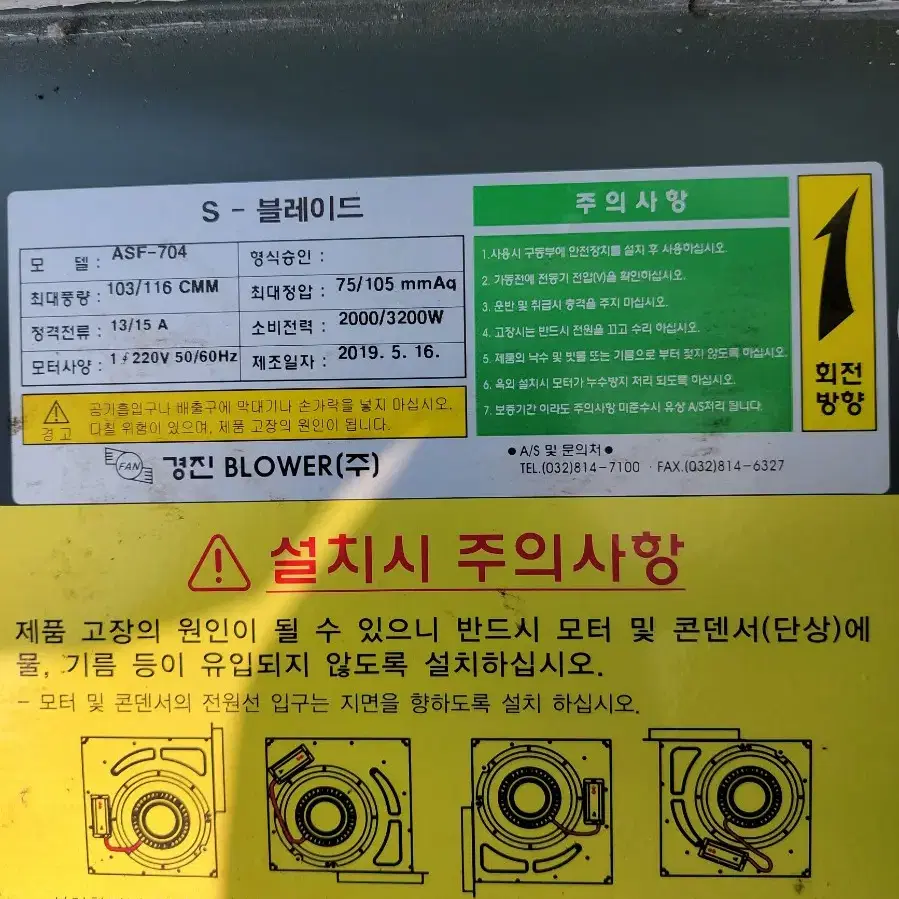 S - 블레이드
모 델 : ASF-704
형식승인 :
최대풍량 : 103/116 CMM
최대정압 : 75/105 mmAq
정격전류 : 13/15 A
소비전력 : 2000/3200W
모터사양 : 1 ⌀ 220V 50/60Hz
제조일자 : 2019. 5. 16.
경고
공기흡입구나 배출구에 막대기나 손가락을 넣지 마십시오.
다칠 위험이 있으며, 제품 고장의 원인이 됩니다.
FAN
경진 BLOWER(주)
주의사항
1. 사용시 구동부에 안전장치를 설치 후 사용하십시오.
2. 가동전에 전동기 전압(V)을 확인하십시오.
3. 운반 및 취급시 충격을 주지 마십시오.
4. 고장시는 반드시 전원을 끄고 수리 하십시오.
5. 제품의 낙수 및 빗물 또는 기름으로 부터 젖지 않도록 하십시오.
6. 옥외 설치시 모터가 누수방지 처리 되도록 하십시오.
7. 보증기간 이라도 주의사항 미준수시 유상 A/S처리 됩니다.
● A/S 및 문의처 ●
TEL.(032)814-7100 · FAX.(032)814-6327
회전
방향
설치시 주의사항
제품 고장의 원인이 될 수 있으니 반드시 모터 및 콘덴서(단상)에
물, 기름 등이 유입되지 않도록 설치하십시오.
- 모터 및 콘덴서의 전원선 입구는 지면을 향하도록 설치 하십시오.